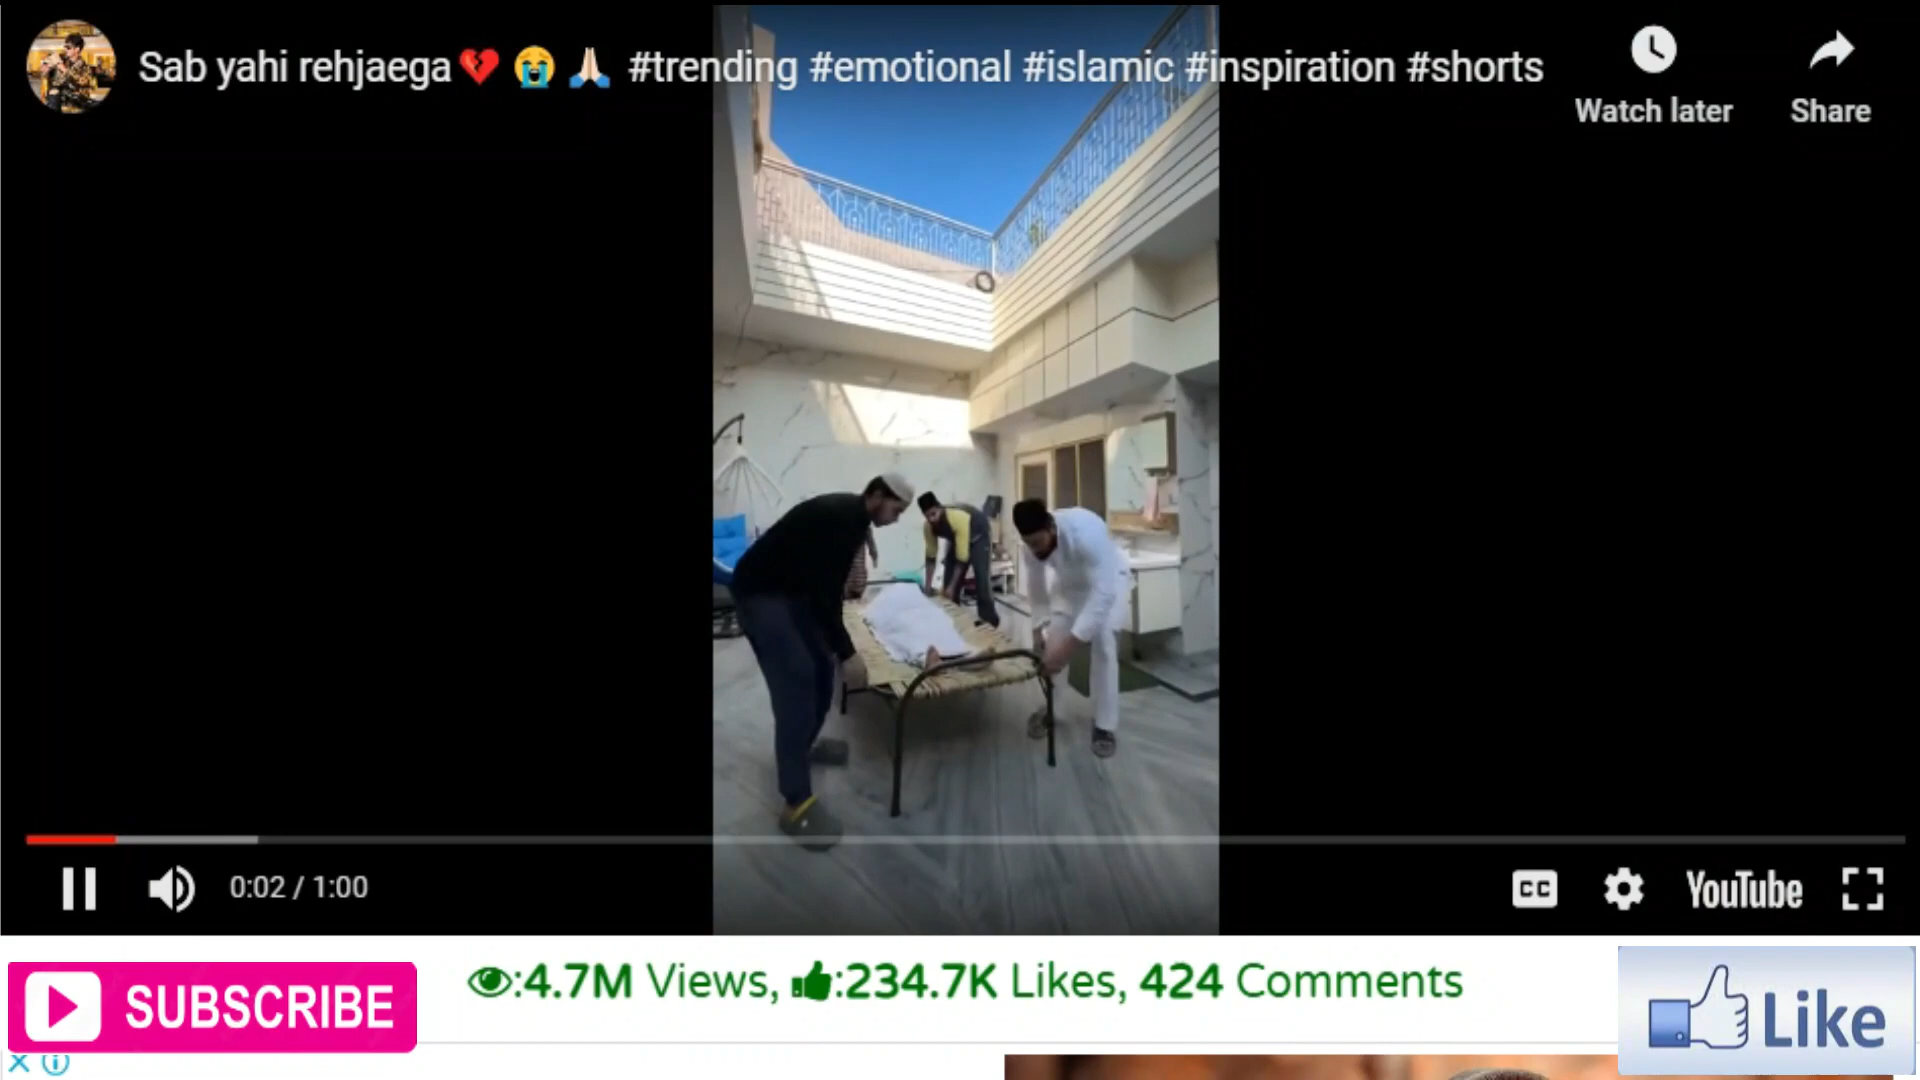 Sab yahi rehjaega💔 😭 🙏🏻 #trending #emotional #islamic #inspiration #shorts
Watch later
Share
0:02 / 1:00
CC
YouTube
SUBSCRIBE
:4.7M Views, :234.7K Likes, 424 Comments
Like